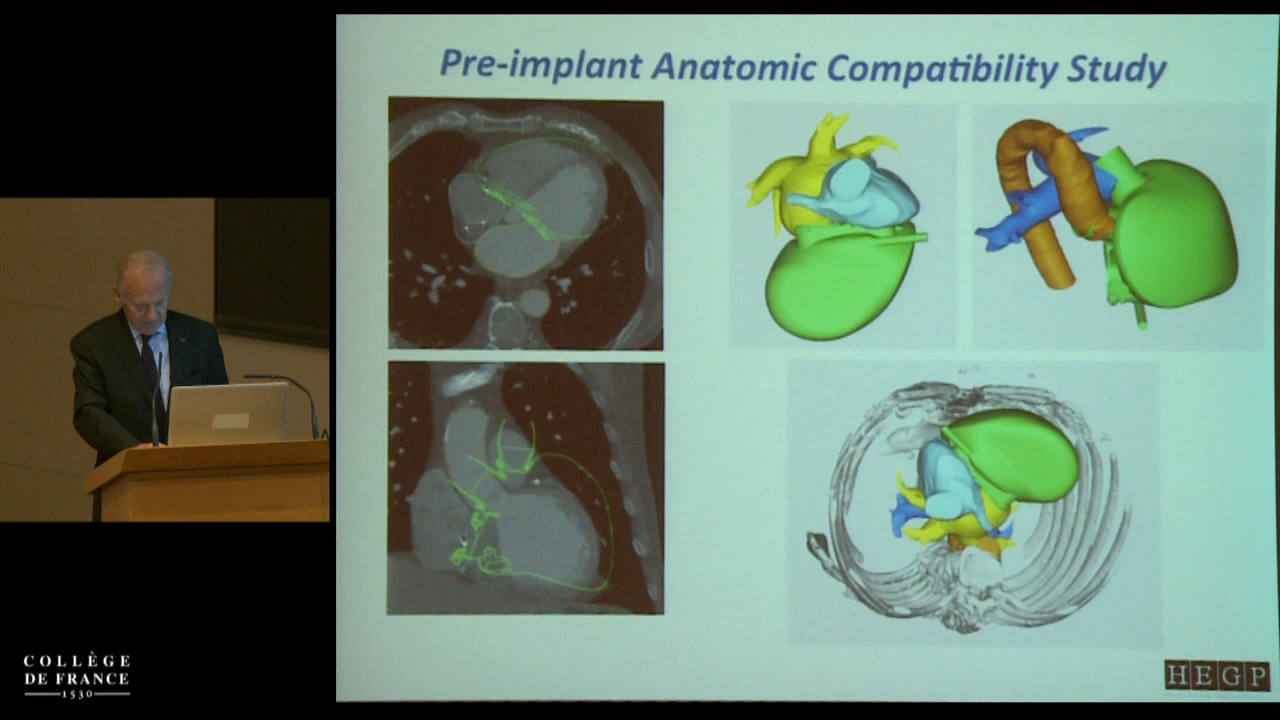 Pre-implant Anatomic Compatibility Study
COLLÈGE
DE FRANCE
1530
HEGP